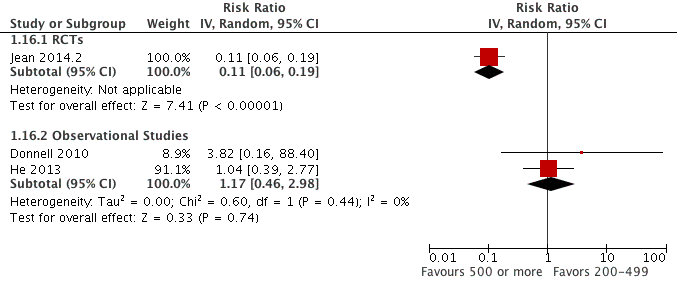 Risk Ratio Risk Ratio
Study or Subgroup Weight IV, Random, 95% CI IV, Random, 95% CI
1.16.1 RCTs
Jean 2014.2 100.0% 0.11 [0.06, 0.19]
Subtotal (95% CI) 100.0% 0.11 [0.06, 0.19]
Heterogeneity: Not applicable
Test for overall effect: Z = 7.41 (P < 0.00001)
1.16.2 Observational Studies
Donnell 2010 8.9% 3.82 [0.16, 88.40]
He 2013 91.1% 1.04 [0.39, 2.77]
Subtotal (95% CI) 100.0% 1.17 [0.46, 2.98]
Heterogeneity: Tau² = 0.00; Chi² = 0.60, df = 1 (P = 0.44); I² = 0%
Test for overall effect: Z = 0.33 (P = 0.74)
0.01 0.1 1 10 100
Favours 500 or more Favors 200-499